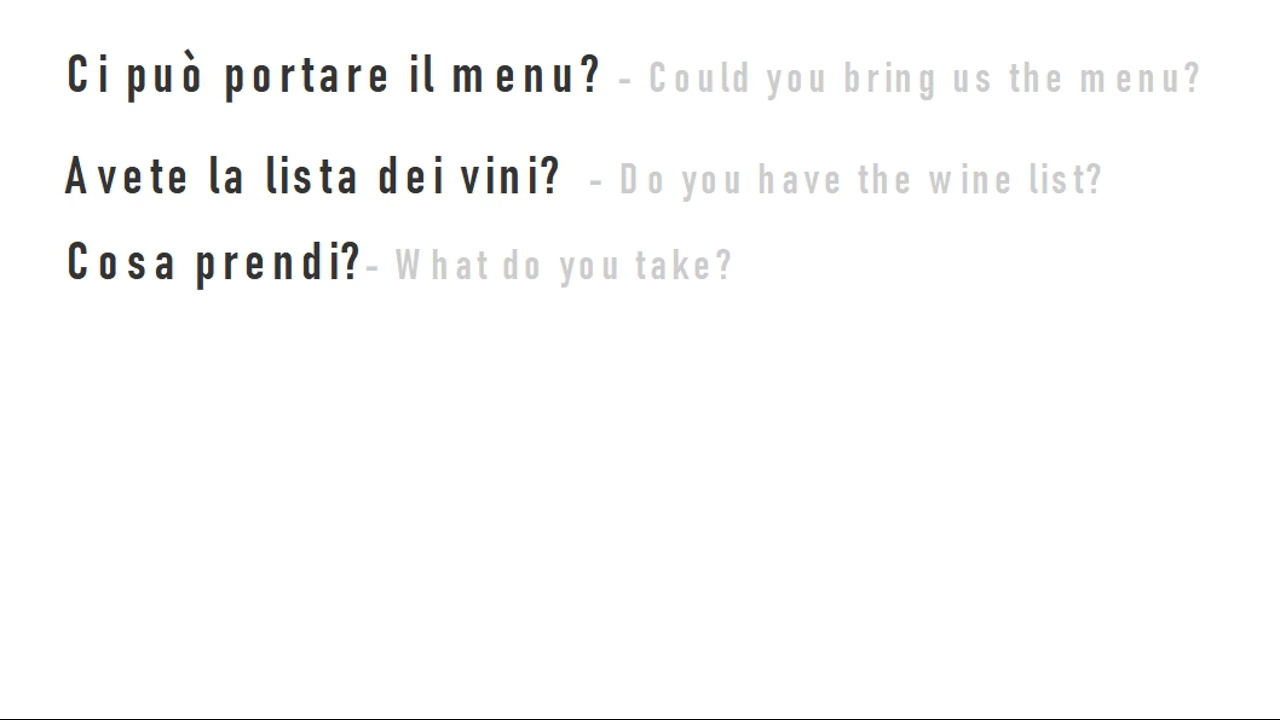 Ci può portare il menu? - Could you bring us the menu?
Avete la lista dei vini? - Do you have the wine list?
Cosa prendi?- What do you take?